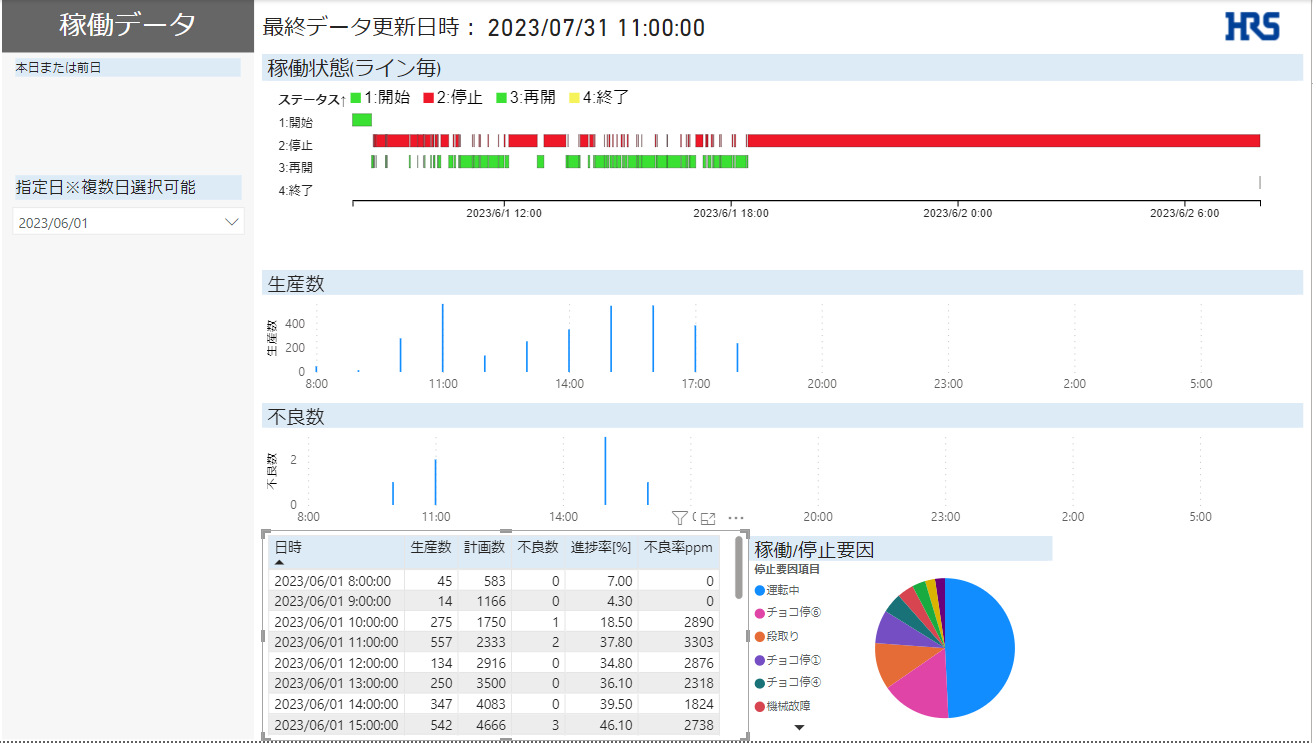 稼働データ
最終データ更新日時： 2023/07/31 11:00:00
HRS
本日または前日
指定日※複数日選択可能
2023/06/01
稼働状態(ライン毎)
ステータス↑ 1:開始 2:停止 3:再開 4:終了
1:開始
2:停止
3:再開
4:終了
2023/6/1 12:00 2023/6/1 18:00 2023/6/2 0:00 2023/6/2 6:00
生産数
生産数
400
200
0
8:00 11:00 14:00 17:00 20:00 23:00 2:00 5:00
不良数
不良数
2
0
8:00 11:00 14:00 20:00 23:00 2:00 5:00
日時 生産数 計画数 不良数 進捗率[%] 不良率ppm
2023/06/01 8:00:00 45 583 0 7.00 0
2023/06/01 9:00:00 14 1166 0 4.30 0
2023/06/01 10:00:00 275 1750 1 18.50 2890
2023/06/01 11:00:00 557 2333 2 37.80 3303
2023/06/01 12:00:00 134 2916 0 34.80 2876
2023/06/01 13:00:00 250 3500 0 36.10 2318
2023/06/01 14:00:00 347 4083 0 39.50 1824
2023/06/01 15:00:00 542 4666 3 46.10 2738
稼働/停止要因
停止要因項目
運転中
チョコ停⑥
段取り
チョコ停①
チョコ停④
機械故障